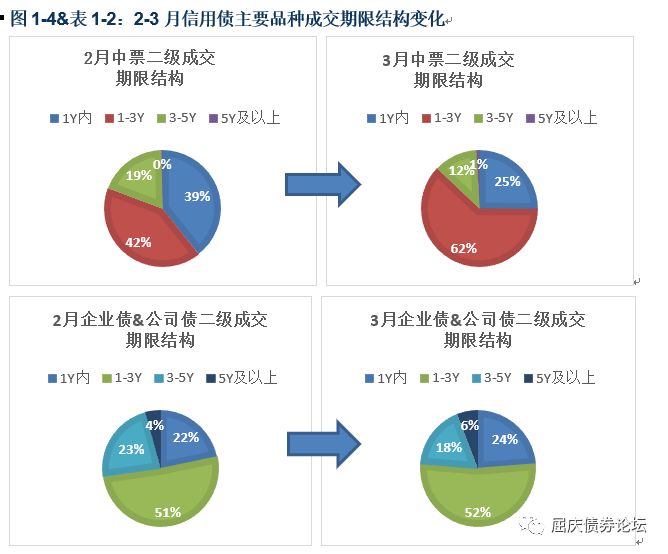 图 1-4&表 1-2：2-3 月信用债主要品种成交期限结构变化
2月中票二级成交
期限结构
1Y内 1-3Y 3-5Y 5Y及以上
0%
19%
39%
42%
3月中票二级成交
期限结构
1Y内 1-3Y 3-5Y 5Y及以上
1%
12%
25%
62%
2月企业债&公司债二级成交
期限结构
1Y内 1-3Y 3-5Y 5Y及以上
4%
22%
23%
51%
3月企业债&公司债二级成交
期限结构
1Y内 1-3Y 3-5Y 5Y及以上
6%
24%
18%
52%
屈庆债券论坛